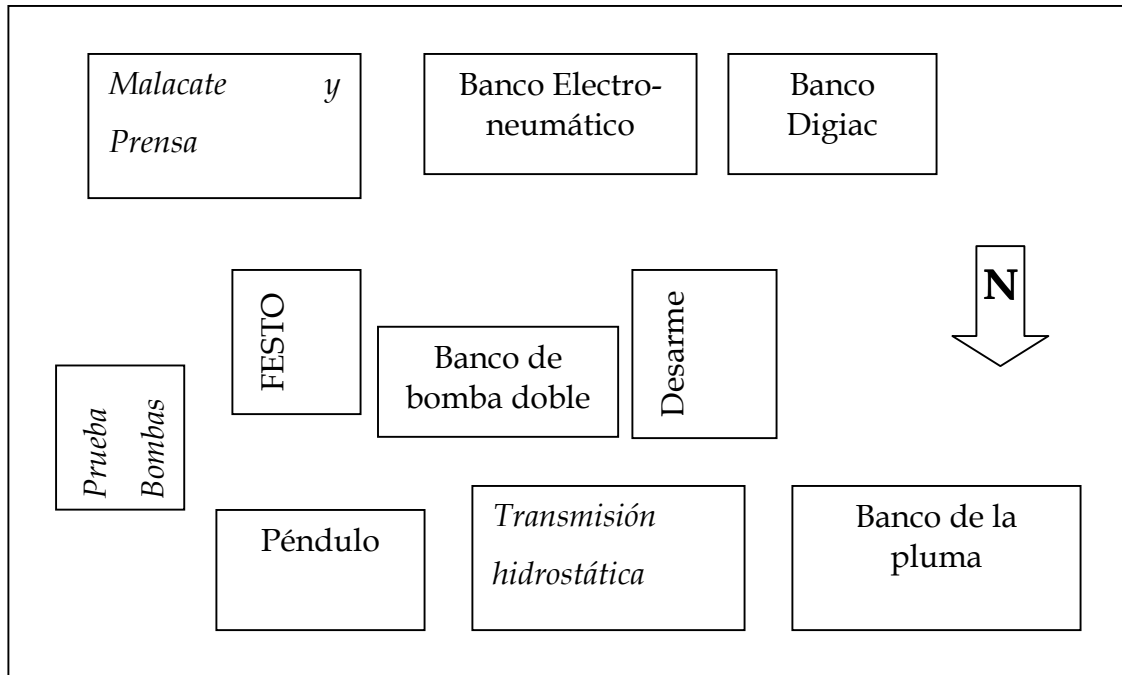 Malacate y
Prensa
Banco Electro-
neumático
Banco
Digiac
N
FESTO
Banco de
bomba doble
Desarme
Prueba
Bombas
Péndulo
Transmisión
hidrostática
Banco de la
pluma